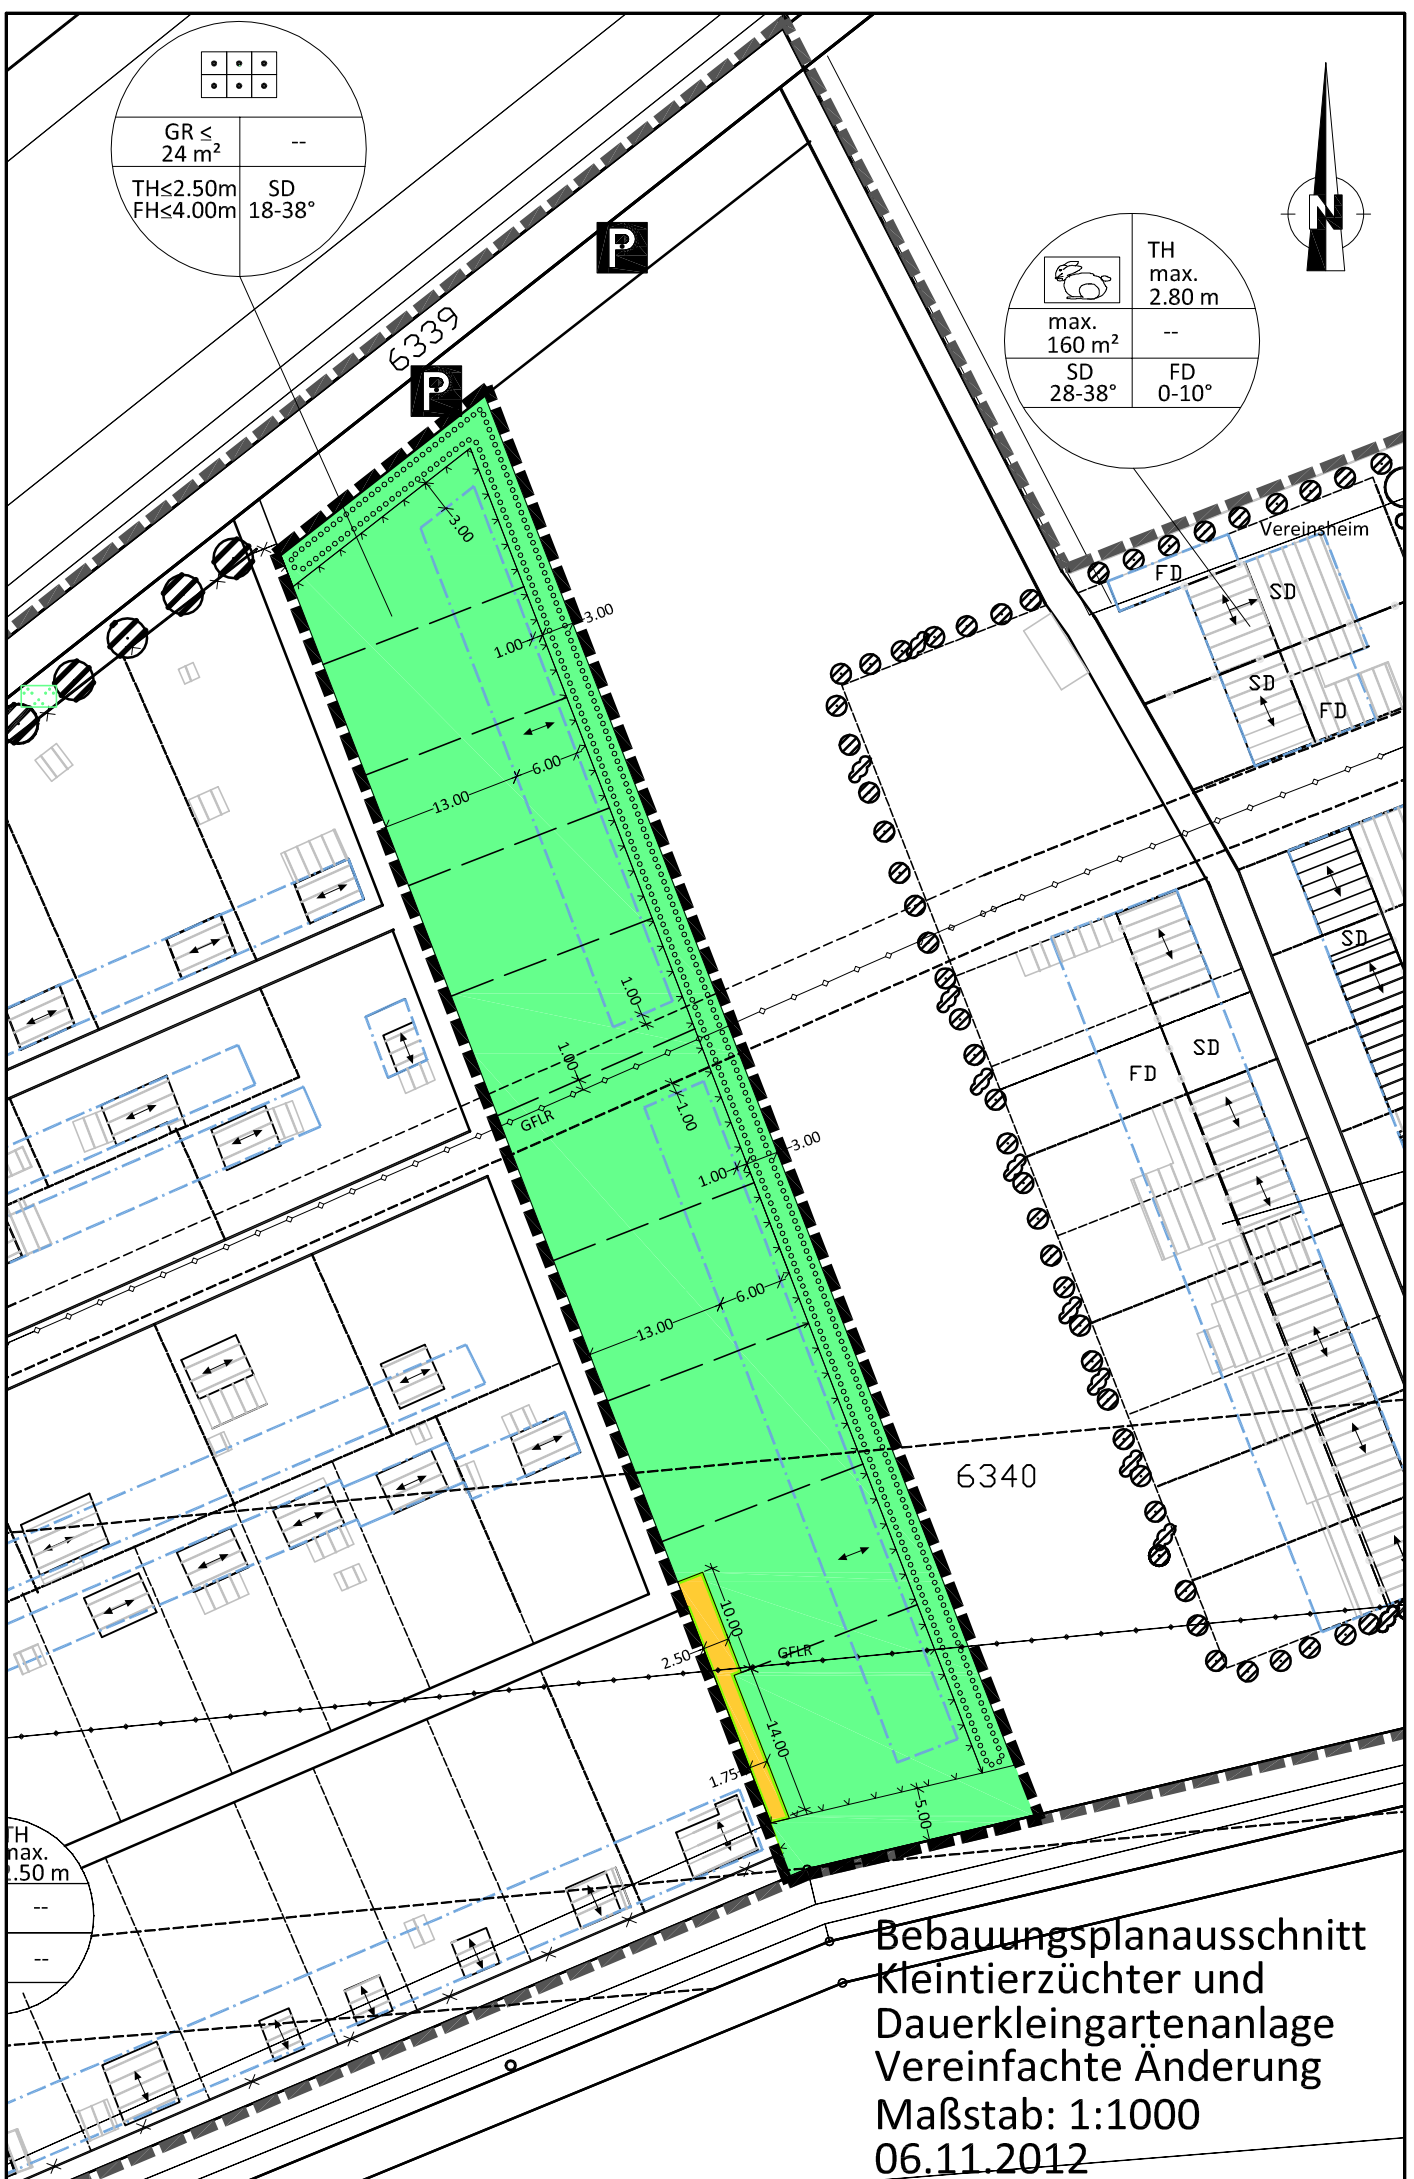 GR ≤
24 m²
--
TH≤2.50m
FH≤4.00m
SD
18-38°
P
6339
P
N
TH
max.
2.80 m
max.
160 m²
--
SD
28-38°
FD
0-10°
Vereinsheim
FD
SD
SD
FD
3.00
3.00
1.00
6.00
13.00
SD
1.00
1.00
GFLR
1.00
SD
FD
3.00
1.00
6.00
13.00
6340
10.00
2.50
GFLR
14.00
1.75
5.00
TH
max.
2.50 m
--
--
Bebauungsplanausschnitt
Kleintierzüchter und
Dauerkleingartenanlage
Vereinfachte Änderung
Maßstab: 1:1000
06.11.2012